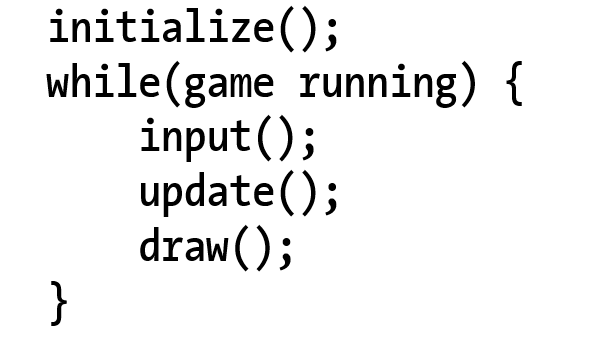 initialize();
while(game running) {
    input();
    update();
    draw();
}